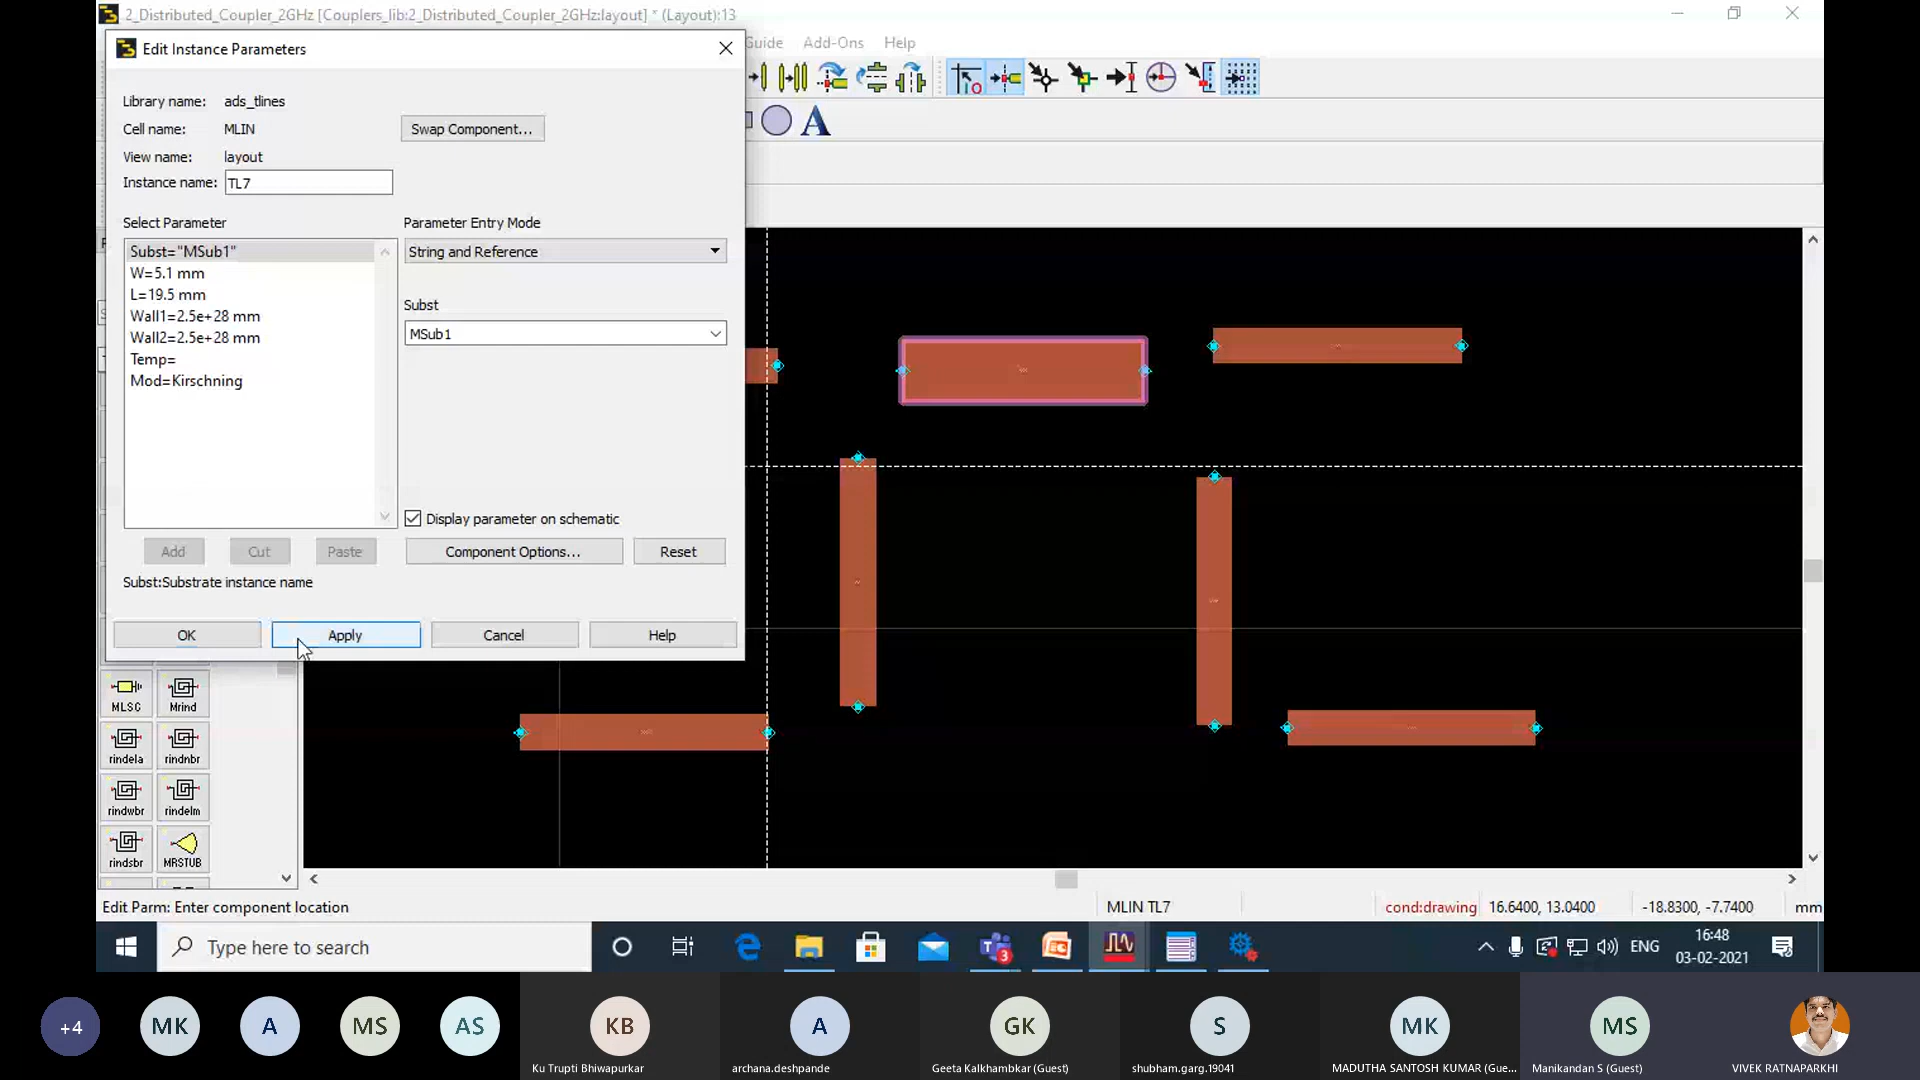 2_Distributed_Coupler_2GHz [Couplers_lib:2_Distributed_Coupler_2GHz:layout] * (Layout):13
Edit Instance Parameters
Guide Add-Ons Help
Library name: ads_tlines
Cell name: MLIN
Swap Component...
View name: layout
Instance name: TL7
A
Select Parameter
Parameter Entry Mode
Subst="MSub1"
String and Reference
W=5.1 mm
L=19.5 mm
Subst
Wall1=2.5e+28 mm
MSub1
Wall2=2.5e+28 mm
Temp=
Mod=Kirschning
Display parameter on schematic
Add Cut Paste
Component Options... Reset
Subst:Substrate instance name
OK Apply Cancel Help
MLSC Mrind
rindela rindnbr
rindwbr rindelm
rindsbr MRSTUB
Edit Parm: Enter component location
MLIN TL7
cond:drawing 16.6400, 13.0400 -18.8300, -7.7400 mm
Type here to search
3
ENG
16:48
03-02-2021
+4 MK A MS AS KB A GK S MK MS
Ku Trupti Bhiwapurkar archana.deshpande Geeta Kalkhambkar (Guest) shubham.garg.19041 MADUTHA SANTOSH KUMAR (Gue... Manikandan S (Guest) VIVEK RATNAPARKHI